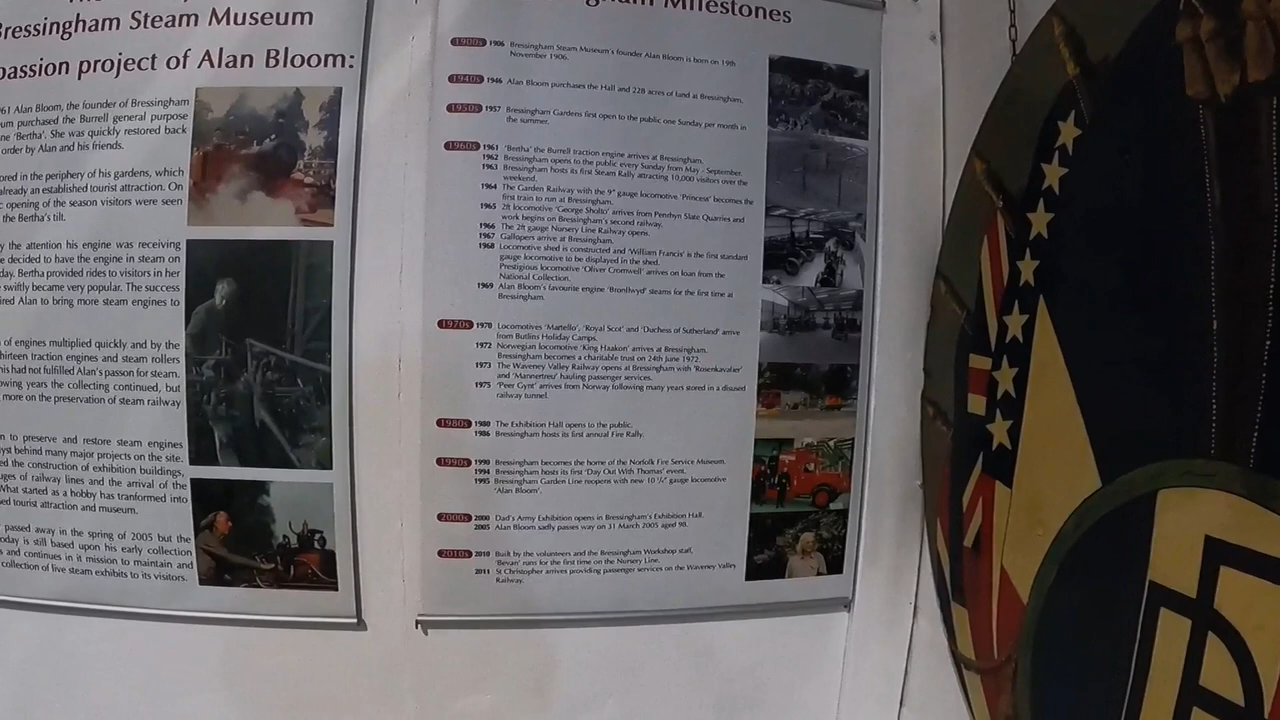 Bressingham Steam Museum
passion project of Alan Bloom:
61 Alan Bloom, the founder of Bressingham
um purchased the Burrell general purpose
ne 'Bertha'. She was quickly restored back
order by Alan and his friends.
ored in the periphery of his gardens, which
already an established tourist attraction. On
c opening of the season visitors were seen
the Bertha's tilt.
y the attention his engine was receiving
e decided to have the engine in steam on
day. Bertha provided rides to visitors in her
swiftly became very popular. The success
ired Alan to bring more steam engines to
of engines multiplied quickly and by the
hirteen traction engines and steam rollers
his had not fulfilled Alan's passon for steam.
owing years the collecting continued, but
more on the preservation of steam railway
n to preserve and restore steam engines
yst behind many major projects on the site.
ed the construction of exhibition buildings,
uges of railway lines and the arrival of the
What started as a hobby has tranformed into
ed tourist attraction and museum.
passed away in the spring of 2005 but the
oday is still based upon his early collection
s and continues in it mission to maintain and
collection of live steam exhibits to its visitors.
gham Milestones
1900s 1906 Bressingham Steam Museum's founder Alan Bloom is born on 19th
November 1906.
1940s 1946 Alan Bloom purchases the Hall and 228 acres of land at Bressingham.
1950s 1957 Bressingham Gardens first open to the public one Sunday per month in
the summer.
1960s 1961 'Bertha' the Burrell traction engine arrives at Bressingham.
1962 Bressingham opens to the public every Sunday from May - September.
1963 Bressingham hosts its first Steam Rally attracting 10,000 visitors over the
weekend.
1964 The Garden Railway with the 9" gauge locomotive 'Princess' becomes the
first train to run at Bressingham.
1965 2ft locomotive 'George Sholto' arrives from Penrhyn Slate Quarries and
work begins on Bressingham's second railway.
1966 The 2ft gauge Nursery Line Railway opens.
1967 Gallopers arrive at Bressingham.
1968 Locomotive shed is constructed and 'William Francis' is the first standard
gauge locomotive to be displayed in the shed.
Prestigious locomotive 'Oliver Cromwell' arrives on loan from the
National Collection.
1969 Alan Bloom's favourite engine 'Bronllwyd' steams for the first time at
Bressingham.
1970s 1970 Locomotives 'Martello', 'Royal Scot' and 'Duchess of Sutherland' arrive
from Butlins Holiday Camps.
1972 Norwegian locomotive 'King Haakon' arrives at Bressingham.
Bressingham becomes a charitable trust on 24th June 1972.
1973 The Waveney Valley Railway opens at Bressingham with 'Rosenkavalier'
and 'Mannertreu' hauling passenger services.
1975 'Peer Gynt' arrives from Norway following many years stored in a disused
railway tunnel.
1980s 1980 The Exhibition Hall opens to the public.
1986 Bressingham hosts its first annual Fire Rally.
1990s 1990 Bressingham becomes the home of the Norfolk Fire Service Museum.
1994 Bressingham hosts its first 'Day Out With Thomas' event.
1995 Bressingham Garden Line reopens with new 10 ¼" gauge locomotive
'Alan Bloom'.
2000s 2000 Dad's Army Exhibition opens in Bressingham's Exhibition Hall.
2005 Alan Bloom sadly passes way on 31 March 2005 aged 98.
2010s 2010 Built by the volunteers and the Bressingham Workshop staff,
'Bevan' runs for the first time on the Nursery Line.
2011 St Christopher arrives providing passenger services on the Waveney Valley
Railway.